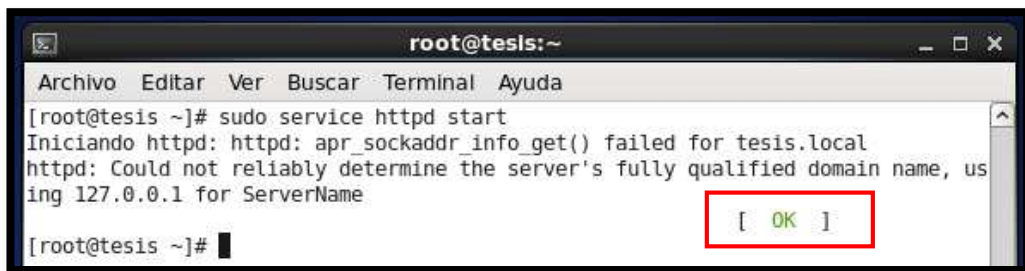 root@tesis:~
Archivo Editar Ver Buscar Terminal Ayuda
[root@tesis ~]# sudo service httpd start
Iniciando httpd: httpd: apr_sockaddr_info_get() failed for tesis.local
httpd: Could not reliably determine the server's fully qualified domain name, us
ing 127.0.0.1 for ServerName
[ OK ]
[root@tesis ~]#